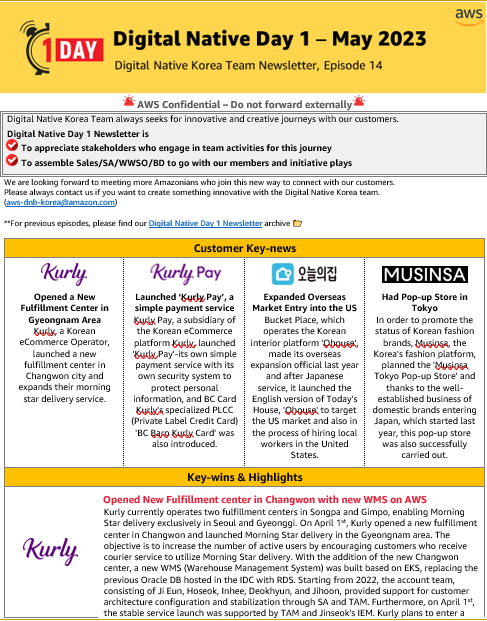 aws
1 DAY
Digital Native Day 1 – May 2023
Digital Native Korea Team Newsletter, Episode 14
AWS Confidential – Do not forward externally
Digital Native Korea Team always seeks for innovative and creative journeys with our customers.
Digital Native Day 1 Newsletter is
To appreciate stakeholders who engage in team activities for this journey
To assemble Sales/SA/WWSO/BD to go with our members and initiative plays
We are looking forward to meeting more Amazonians who join this new way to connect with our customers.
Please always contact us if you want to create something innovative with the Digital Native Korea team.
(aws-dnb-korea@amazon.com)
**For previous episodes, please find our Digital Native Day 1 Newsletter archive
Customer Key-news
Kurly
Opened a New
Fulfillment Center in
Gyeongnam Area
Kurly, a Korean
eCommerce Operator,
launched a new
fulfillment center in
Changwon city and
expands their morning
star delivery service.
Kurly Pay
Launched 'Kurly Pay', a
simple payment service
Kurly Pay, a subsidiary of
the Korean eCommerce
platform Kurly, launched
'Kurly Pay'-its own simple
payment service with its
own security system to
protect personal
information, and BC Card
Kurly's specialized PLCC
(Private Label Credit Card)
'BC Baro Kurly Card' was
also introduced.
오늘의집
Expanded Overseas
Market Entry into the US
Bucket Place, which
operates the Korean
interior platform 'Ohouse',
made its overseas
expansion official last year
and after Japanese
service, it launched the
English version of Today's
House, 'Ohouse' to target
the US market and also in
the process of hiring local
workers in the United
States.
MUSINSA
Had Pop-up Store in
Tokyo
In order to promote the
status of Korean fashion
brands, Musinsa, the
Korea's fashion platform,
planned the 'Musinsa
Tokyo Pop-up Store' and
thanks to the well-
established business of
domestic brands entering
Japan, which started last
year, this pop-up store
was also successfully
carried out.
Key-wins & Highlights
Kurly
Opened New Fulfillment center in Changwon with new WMS on AWS
Kurly currently operates two fulfillment centers in Songpa and Gimpo, enabling Morning
Star delivery exclusively in Seoul and Gyeonggi. On April 1st, Kurly opened a new fulfillment
center in Changwon and launched Morning Star delivery in the Gyeongnam area. The
objective is to increase the number of active users by encouraging customers who receive
courier service to utilize Morning Star delivery. With the addition of the new Changwon
center, a new WMS (Warehouse Management System) was built based on EKS, replacing the
previous Oracle DB hosted in the IDC with RDS. Starting from 2022, the account team,
consisting of Ji Eun, Hoseok, Inhee, Deokhyun, and Jihoon, provided support for customer
architecture configuration and stabilization through SA and TAM. Furthermore, on April 1st,
the stable service launch was supported by TAM and Jinseok's IEM. Kurly plans to enter a